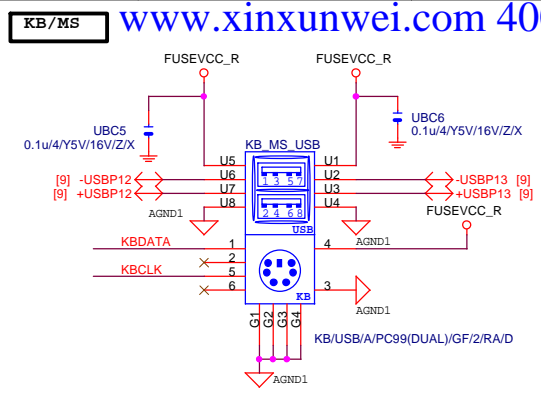 KB/MS
www.xinxunwei.com 40
FUSEVCC_R
FUSEVCC_R
UBC5
0.1u/4/Y5V/16V/Z/X
UBC6
0.1u/4/Y5V/16V/Z/X
KB_MS_USB
U5
U1
[9] -USBP12
U6
U2
-USBP13 [9]
[9] +USBP12
U7
U3
+USBP13 [9]
U8
U4
1 3 5 7
2 4 6 8
AGND1
FUSEVCC_R
USB
KBDATA
1
4
AGND1
2
KBCLK
5
6
3
KB
AGND1
G1
G2
G3
G4
KB/USB/A/PC99(DUAL)/GF/2/RA/D
AGND1